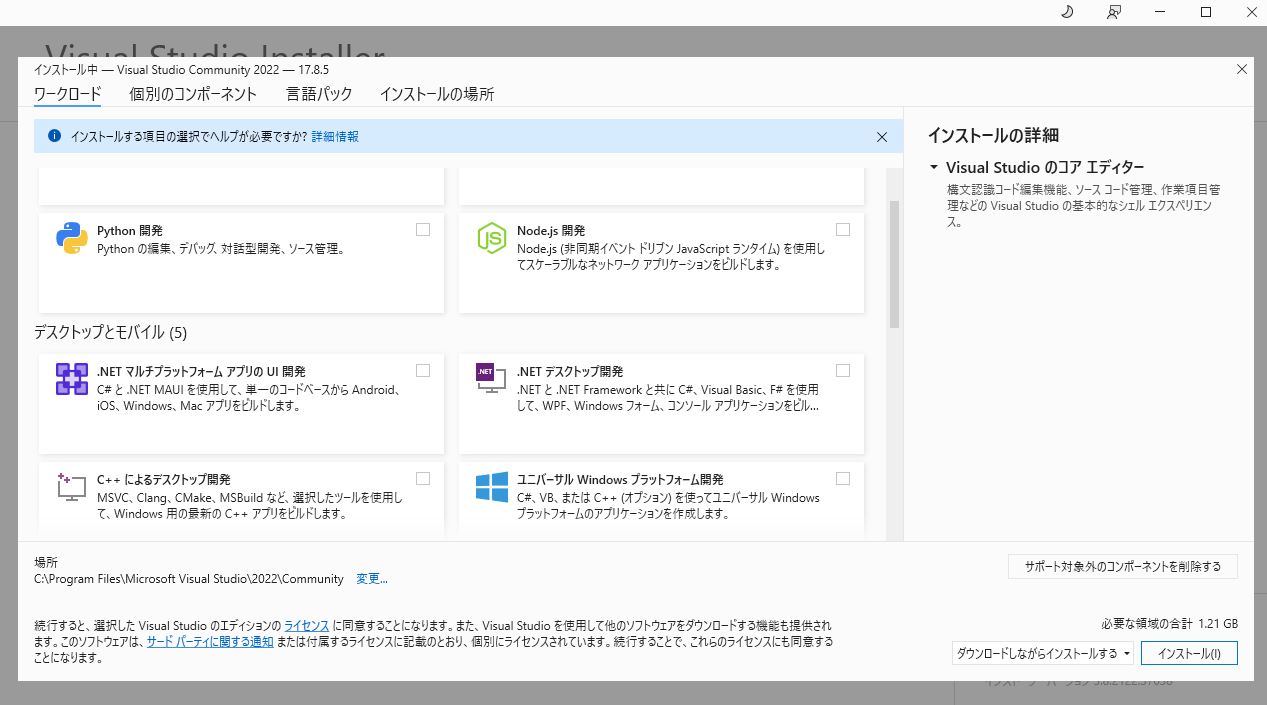 Visual Studio Installer
インストール中 — Visual Studio Community 2022 — 17.8.5
ワークロード 個別のコンポーネント 言語パック インストールの場所
インストールする項目の選択でヘルプが必要ですか? 詳細情報
Python 開発
Python の編集、デバッグ、対話型開発、ソース管理。
Node.js 開発
Node.js (非同期イベント ドリブン JavaScript ランタイム) を使用し
てスケーラブルなネットワーク アプリケーションをビルドします。
デスクトップとモバイル (5)
.NET マルチプラットフォーム アプリの UI 開発
C# と .NET MAUI を使用して、単一のコードベースから Android、
iOS、Windows、Mac アプリをビルドします。
.NET
.NET デスクトップ開発
.NET と .NET Framework と共に C#、Visual Basic、F# を使用
して、WPF、Windows フォーム、コンソール アプリケーションをビル...
C++ によるデスクトップ開発
MSVC、Clang、CMake、MSBuild など、選択したツールを使用し
て、Windows 用の最新の C++ アプリをビルドします。
ユニバーサル Windows プラットフォーム開発
C#、VB、または C++ (オプション) を使ってユニバーサル Windows
プラットフォームのアプリケーションを作成します。
インストールの詳細
Visual Studio のコア エディター
構文認識コード編集機能、ソース コード管理、作業項目管
理などの Visual Studio の基本的なシェル エクスペリエン
ス。
場所
C:\Program Files\Microsoft Visual Studio\2022\Community 変更...
サポート対象外のコンポーネントを削除する
続行すると、選択した Visual Studio のエディションの ライセンス に同意することになります。また、Visual Studio を使用して他のソフトウェアをダウンロードする機能も提供され
ます。このソフトウェアは、サード パーティに関する通知 または付属するライセンスに記載のとおり、個別にライセンスされています。続行することで、これらのライセンスにも同意する
ことになります。
必要な領域の合計 1.21 GB
ダウンロードしながらインストールする インストール(I)